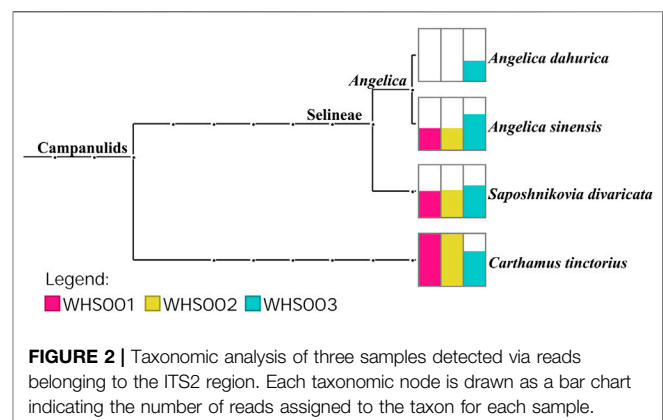 Angelica dahurica
Angelica
Selineae
Angelica sinensis
Campanulids
Saposhnikovia divaricata
Carthamus tinctorius
Legend:
WHS001 WHS002 WHS003
FIGURE 2 | Taxonomic analysis of three samples detected via reads
belonging to the ITS2 region. Each taxonomic node is drawn as a bar chart
indicating the number of reads assigned to the taxon for each sample.